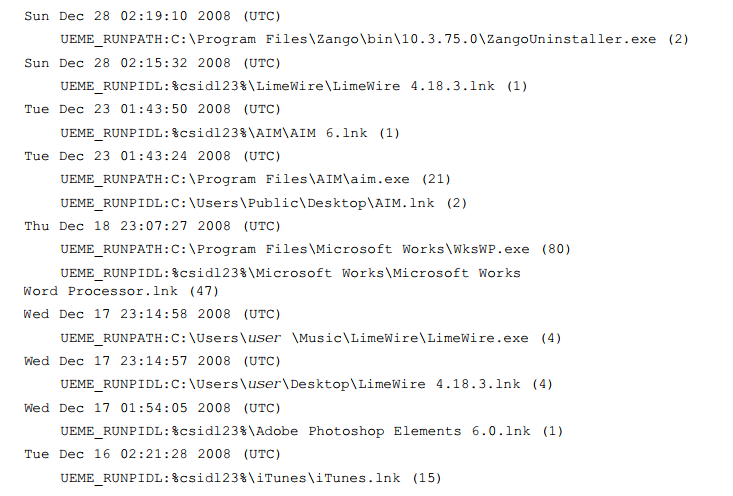 Sun Dec 28 02:19:10 2008 (UTC)
UEME_RUNPATH:C:\Program Files\Zango\bin\10.3.75.0\ZangoUninstaller.exe (2)
Sun Dec 28 02:15:32 2008 (UTC)
UEME_RUNPIDL:%csidl23%\LimeWire\LimeWire 4.18.3.lnk (1)
Tue Dec 23 01:43:50 2008 (UTC)
UEME_RUNPIDL:%csidl23%\AIM\AIM 6.lnk (1)
Tue Dec 23 01:43:24 2008 (UTC)
UEME_RUNPATH:C:\Program Files\AIM\aim.exe (21)
UEME_RUNPIDL:C:\Users\Public\Desktop\AIM.lnk (2)
Thu Dec 18 23:07:27 2008 (UTC)
UEME_RUNPATH:C:\Program Files\Microsoft Works\WksWP.exe (80)
UEME_RUNPIDL:%csidl23%\Microsoft Works\Microsoft Works
Word Processor.lnk (47)
Wed Dec 17 23:14:58 2008 (UTC)
UEME_RUNPATH:C:\Users\user \Music\LimeWire\LimeWire.exe (4)
Wed Dec 17 23:14:57 2008 (UTC)
UEME_RUNPIDL:C:\Users\user\Desktop\LimeWire 4.18.3.lnk (4)
Wed Dec 17 01:54:05 2008 (UTC)
UEME_RUNPIDL:%csidl23%\Adobe Photoshop Elements 6.0.lnk (1)
Tue Dec 16 02:21:28 2008 (UTC)
UEME_RUNPIDL:%csidl23%\iTunes\iTunes.lnk (15)